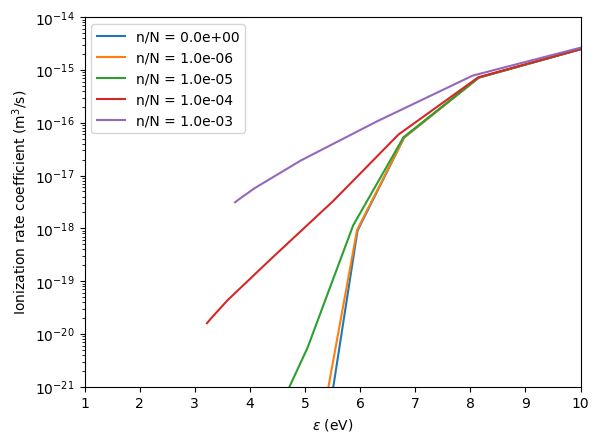 10⁻¹⁴
10⁻¹⁵
10⁻¹⁶
10⁻¹⁷
10⁻¹⁸
10⁻¹⁹
10⁻²⁰
10⁻²¹
Ionization rate coefficient (m³/s)
n/N = 0.0e+00
n/N = 1.0e-06
n/N = 1.0e-05
n/N = 1.0e-04
n/N = 1.0e-03
1 2 3 4 5 6 7 8 9 10
ε (eV)